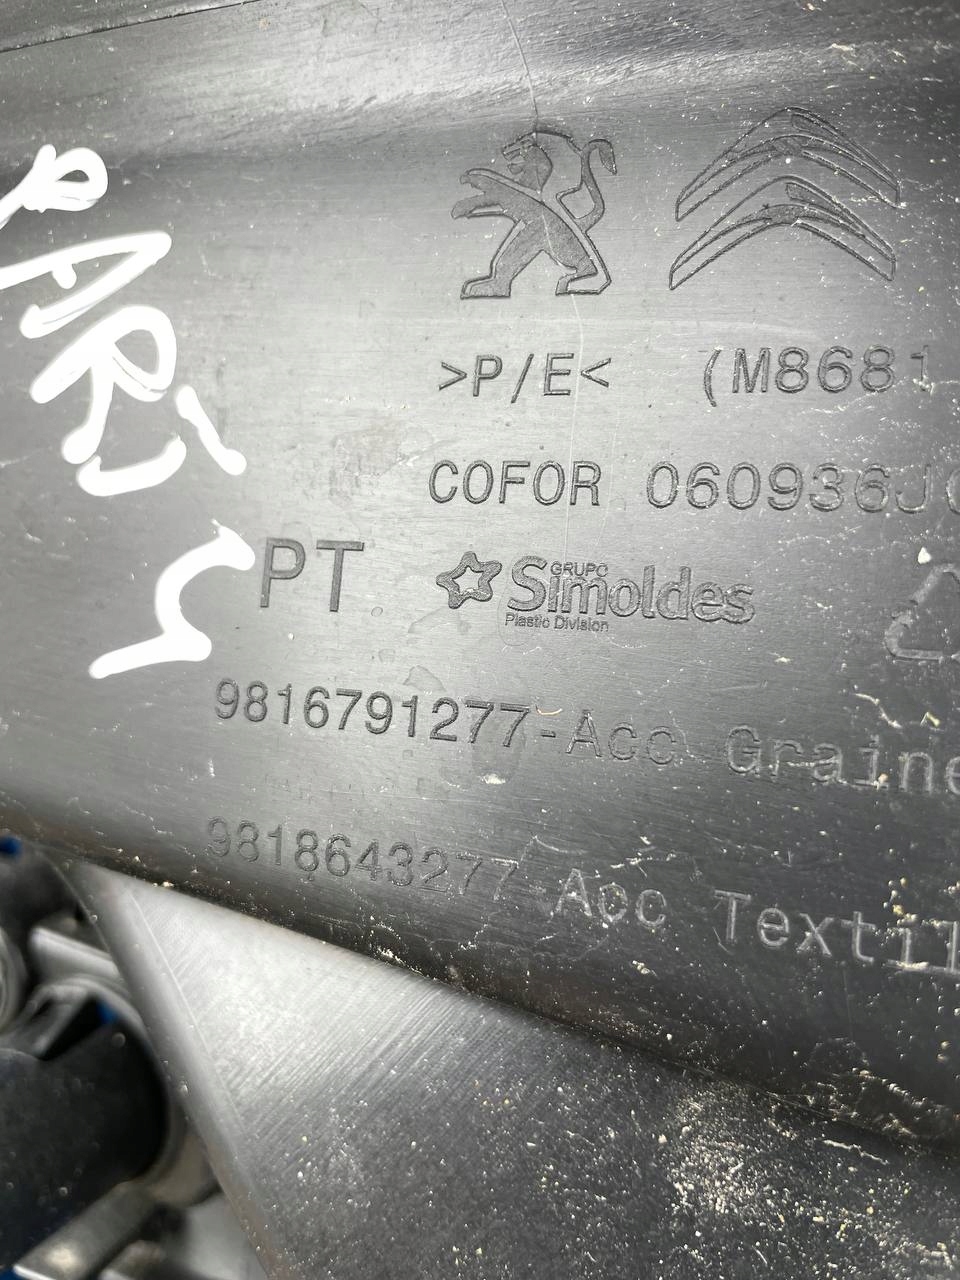 >P/E< (M8681
COFOR 060936J
PT
GRUPO
Simoldes
Plastic Division
9816791277-Acc Graine
9818643277-Acc Textil